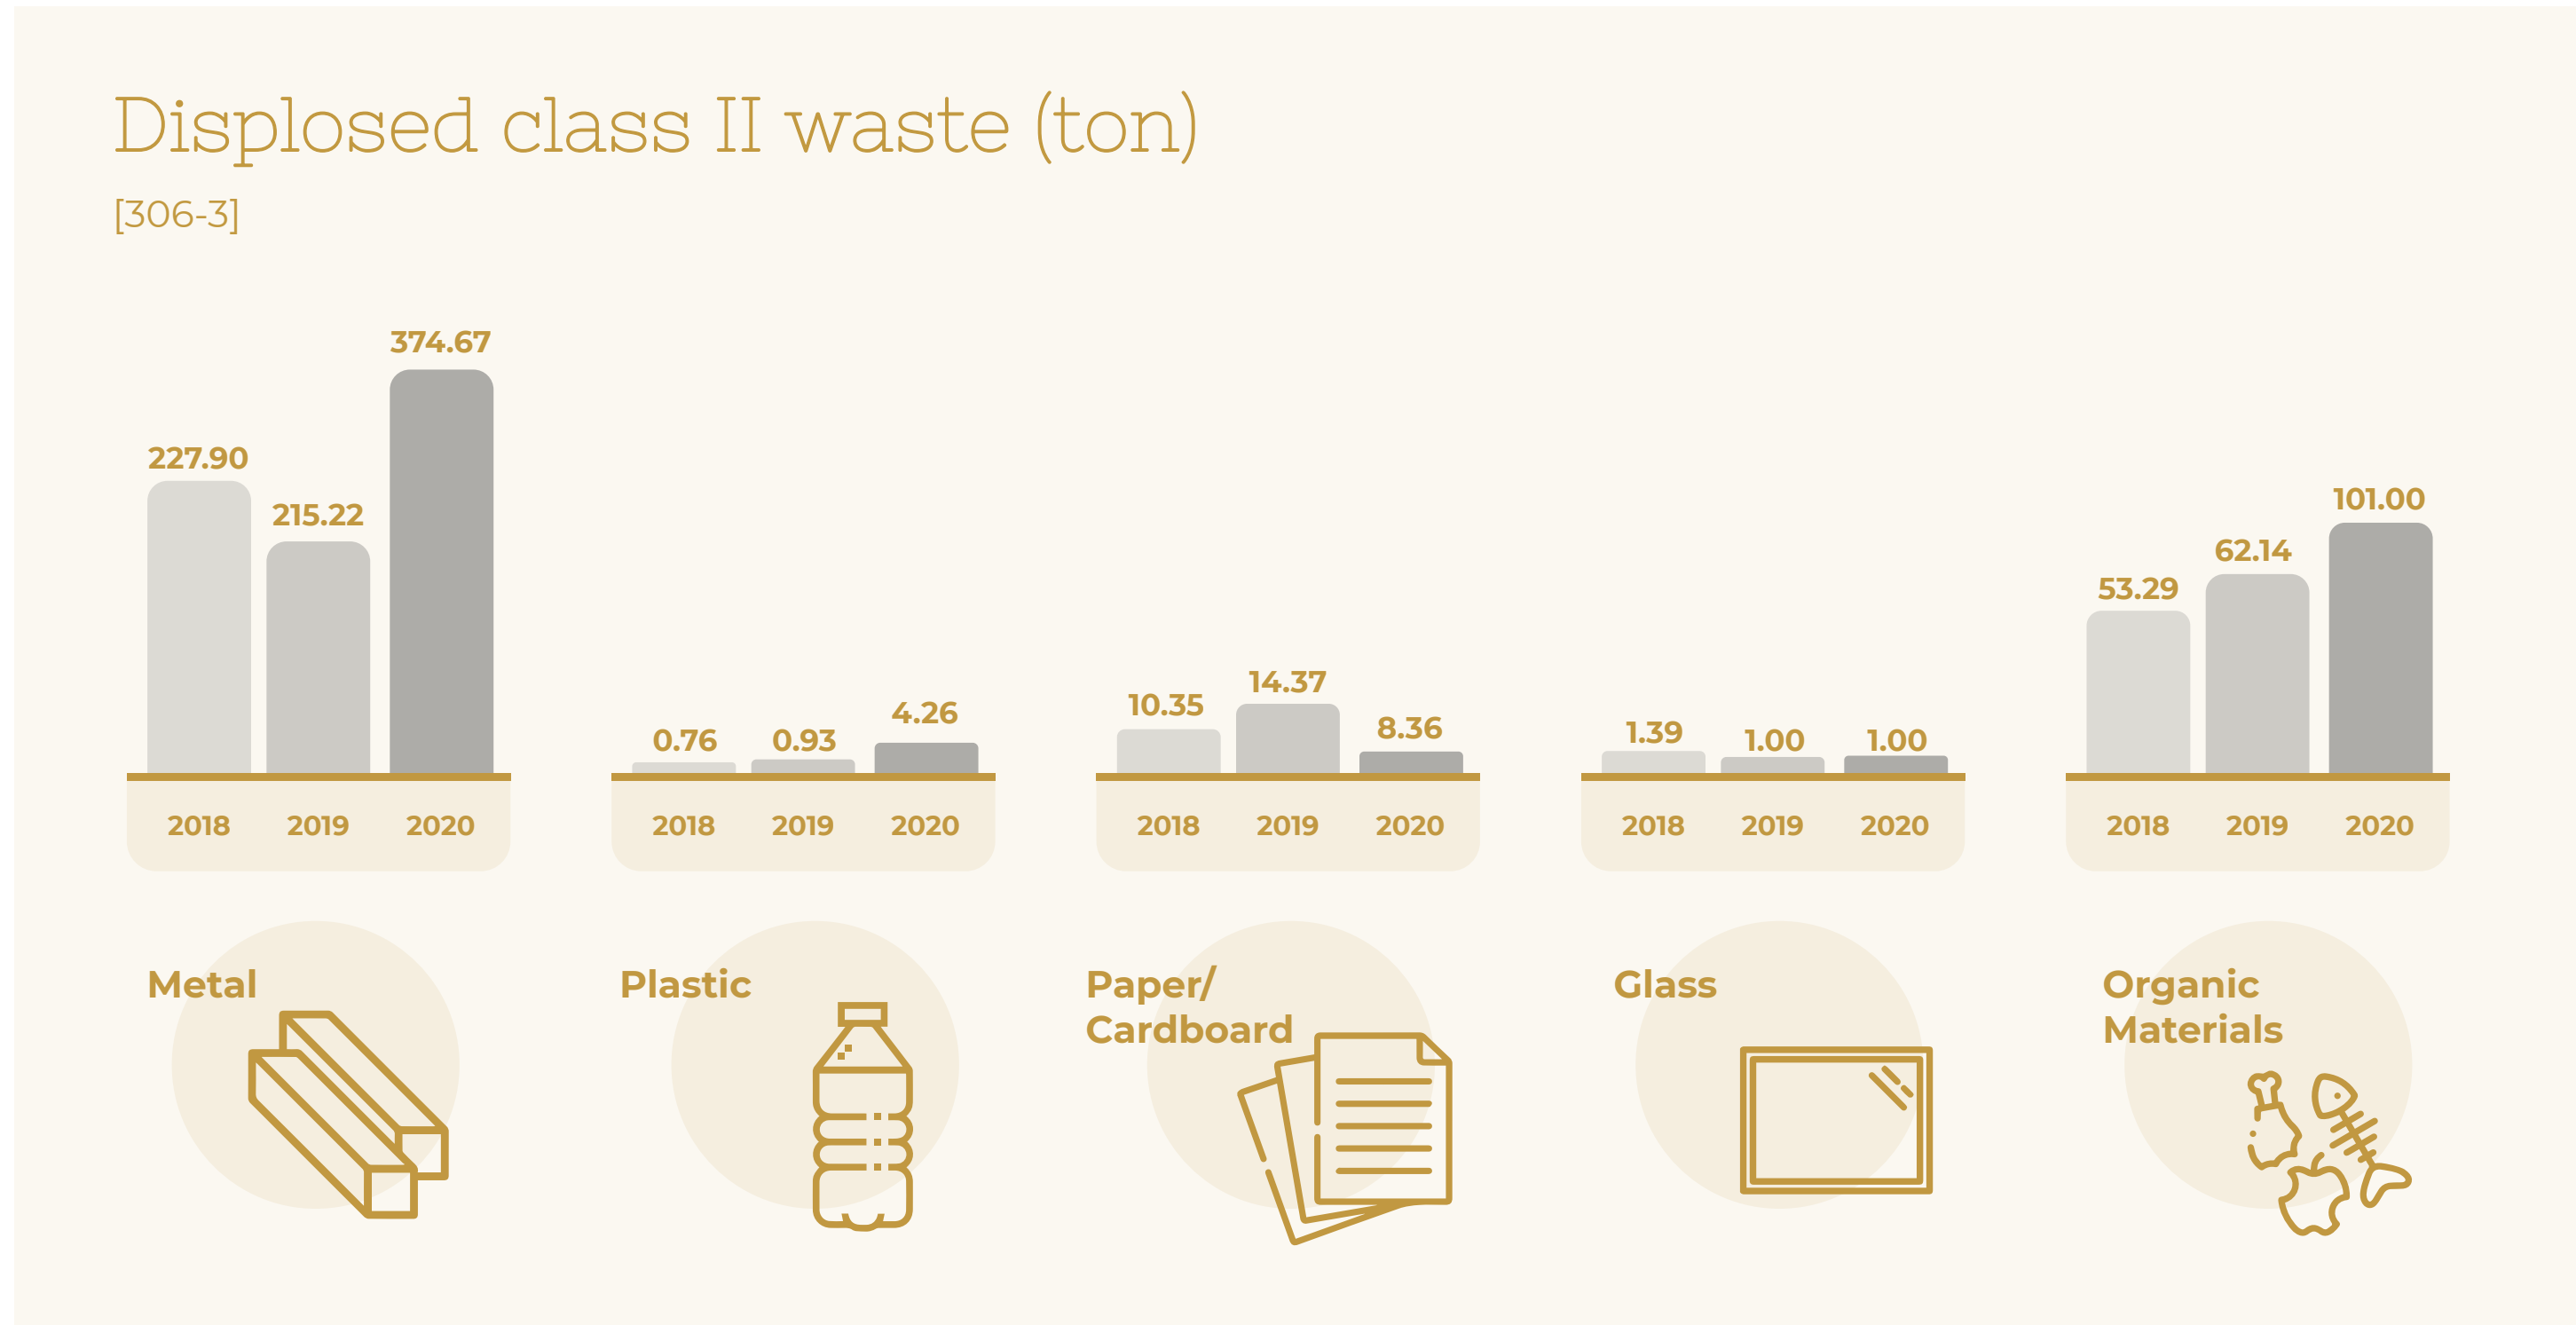 Displosed class II waste (ton)
[306-3]
227.90
215.22
374.67
2018 2019 2020
Metal
0.76
0.93
4.26
2018 2019 2020
Plastic
10.35
14.37
8.36
2018 2019 2020
Paper/
Cardboard
1.39
1.00
1.00
2018 2019 2020
Glass
53.29
62.14
101.00
2018 2019 2020
Organic
Materials